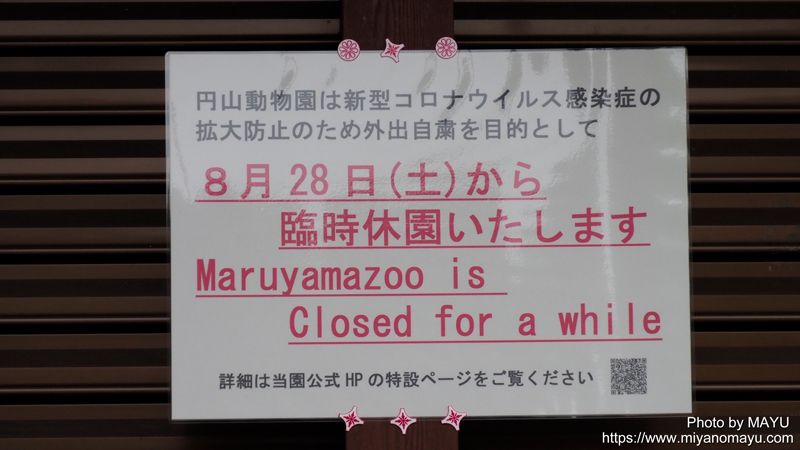 円山動物園は新型コロナウイルス感染症の
拡大防止のため外出自粛を目的として
８月28日(土)から
臨時休園いたします
Maruyamazoo is
Closed for a while
詳細は当園公式HPの特設ページをご覧ください
Photo by MAYU
https://www.miyanomayu.com/